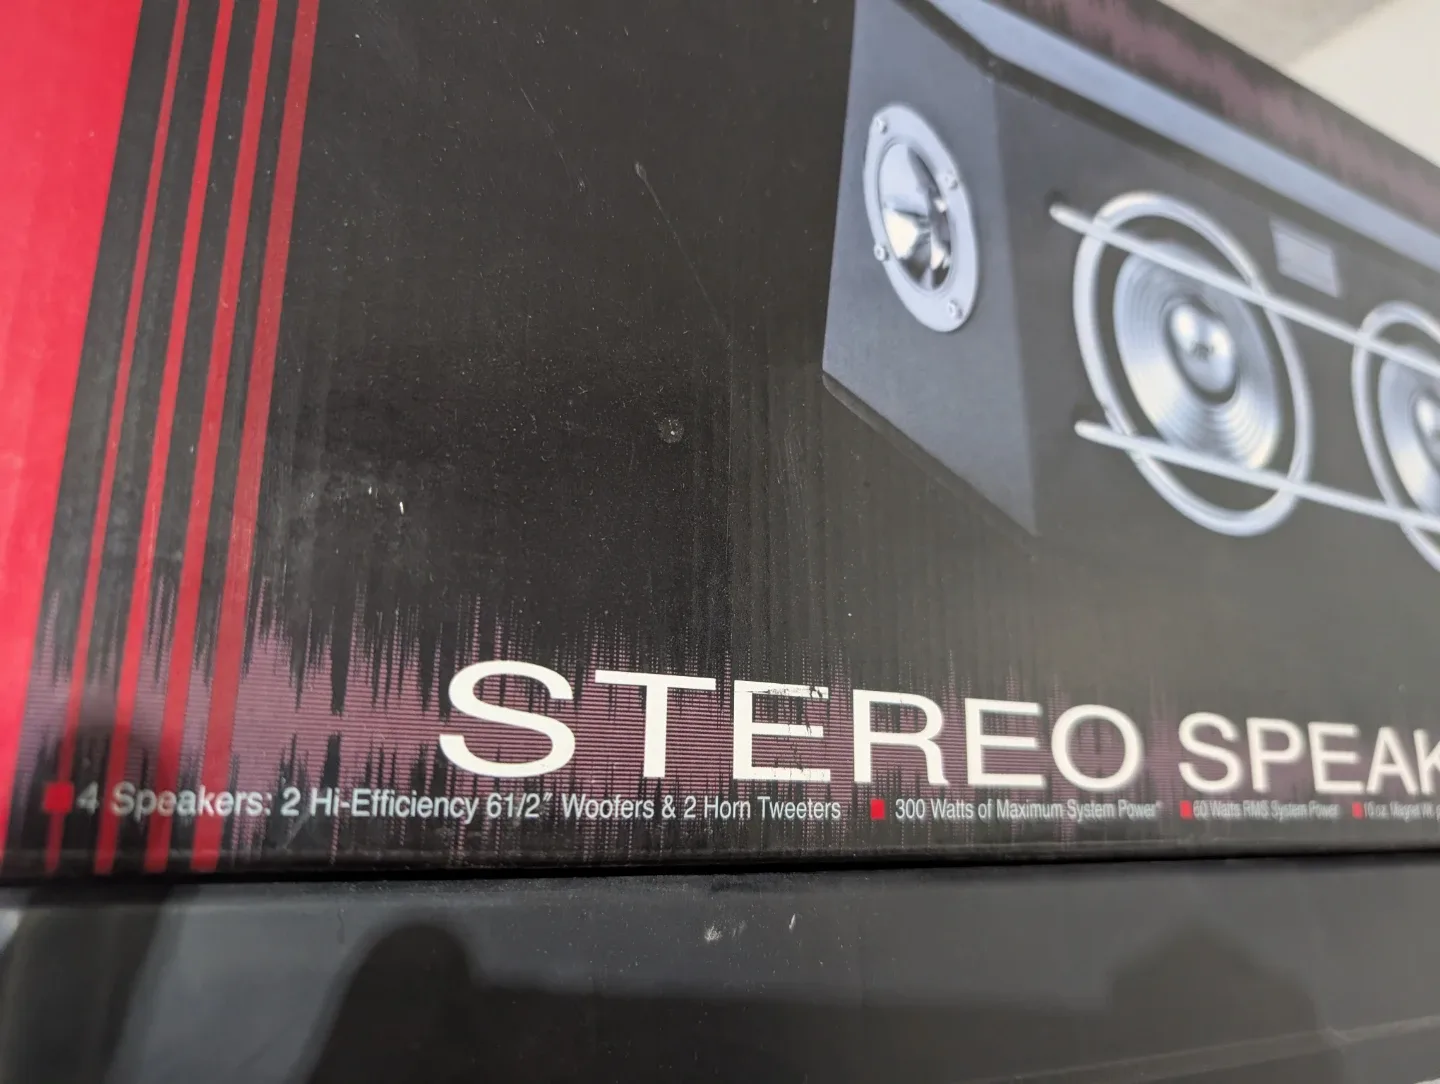 STEREO SPEAK
4 Speakers: 2 Hi-Efficiency 61/2″ Woofers & 2 Horn Tweeters ■ 300 Watts of Maximum System Power* ■ 60 Watts RMS System Power